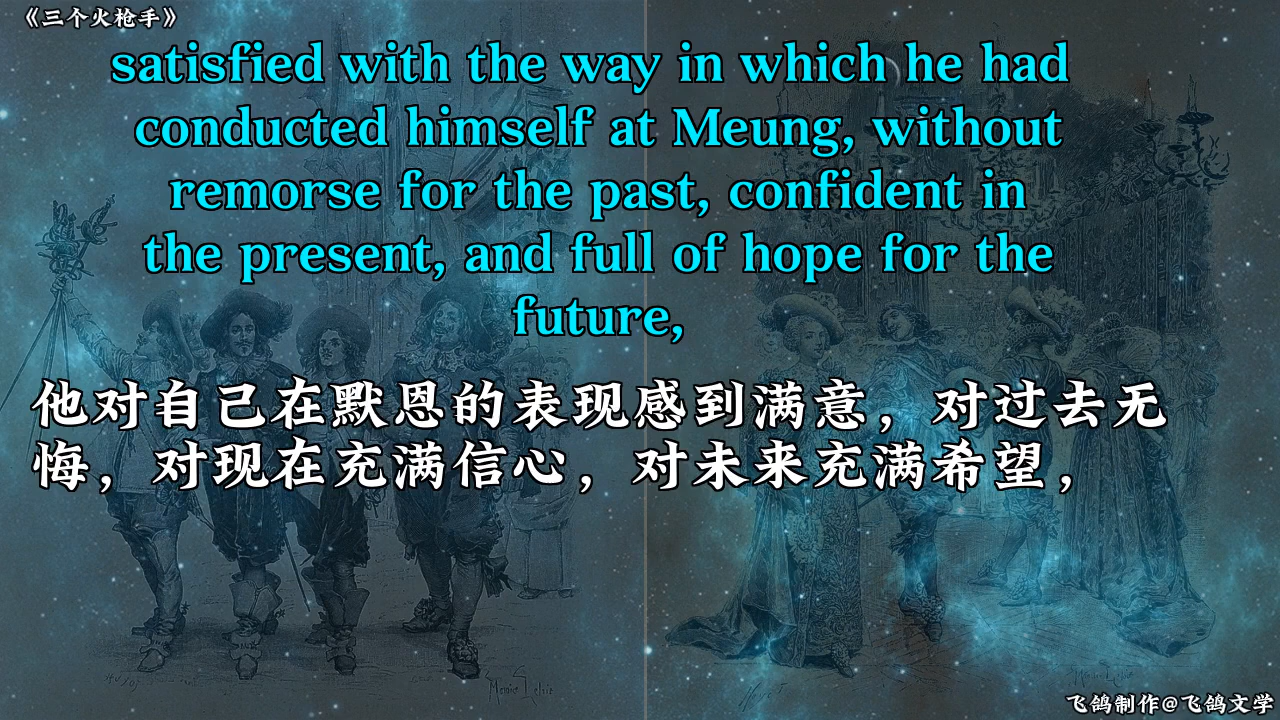 《三个火枪手》
satisfied with the way in which he had
conducted himself at Meung, without
remorse for the past, confident in
the present, and full of hope for the
future,
他对自己在默恩的表现感到满意，对过去无
悔，对现在充满信心，对未来充满希望，
飞鸽制作@飞鸽文学